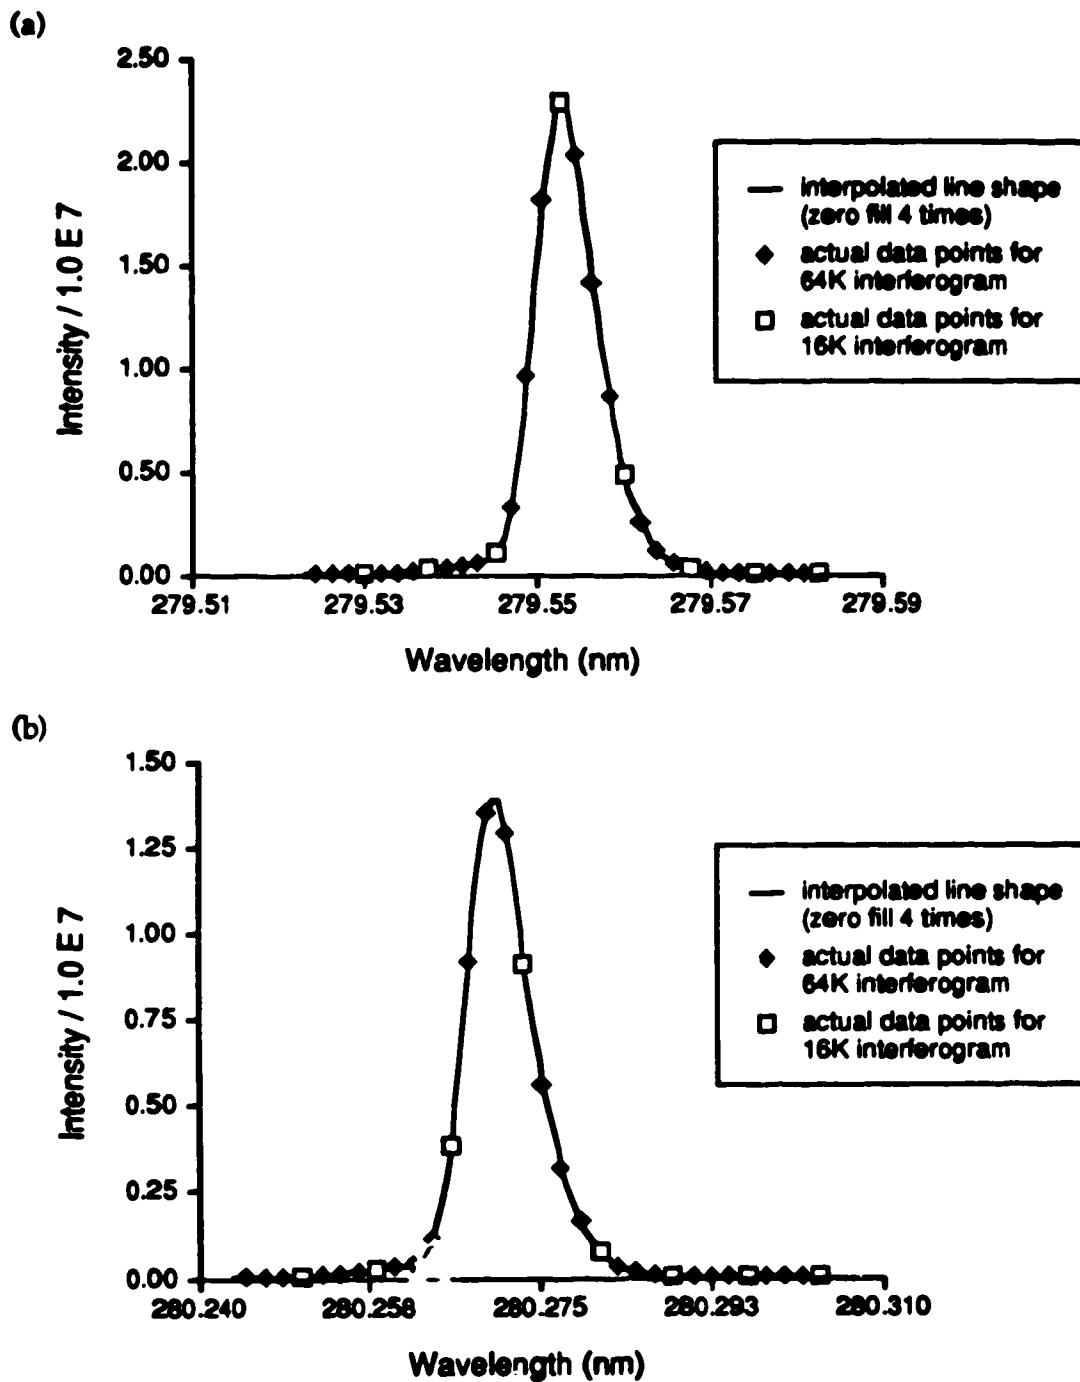 (a)
2.50
2.00
1.50
1.00
0.50
0.00
Intensity / 1.0 E 7
279.51
279.53
279.55
279.57
279.59
Wavelength (nm)
interpolated line shape
(zero fill 4 times)
actual data points for
64K interferogram
actual data points for
16K interferogram
(b)
1.50
1.25
1.00
0.75
0.50
0.25
0.00
Intensity / 1.0 E 7
280.240
280.258
280.275
280.293
280.310
Wavelength (nm)
interpolated line shape
(zero fill 4 times)
actual data points for
64K interferogram
actual data points for
16K interferogram